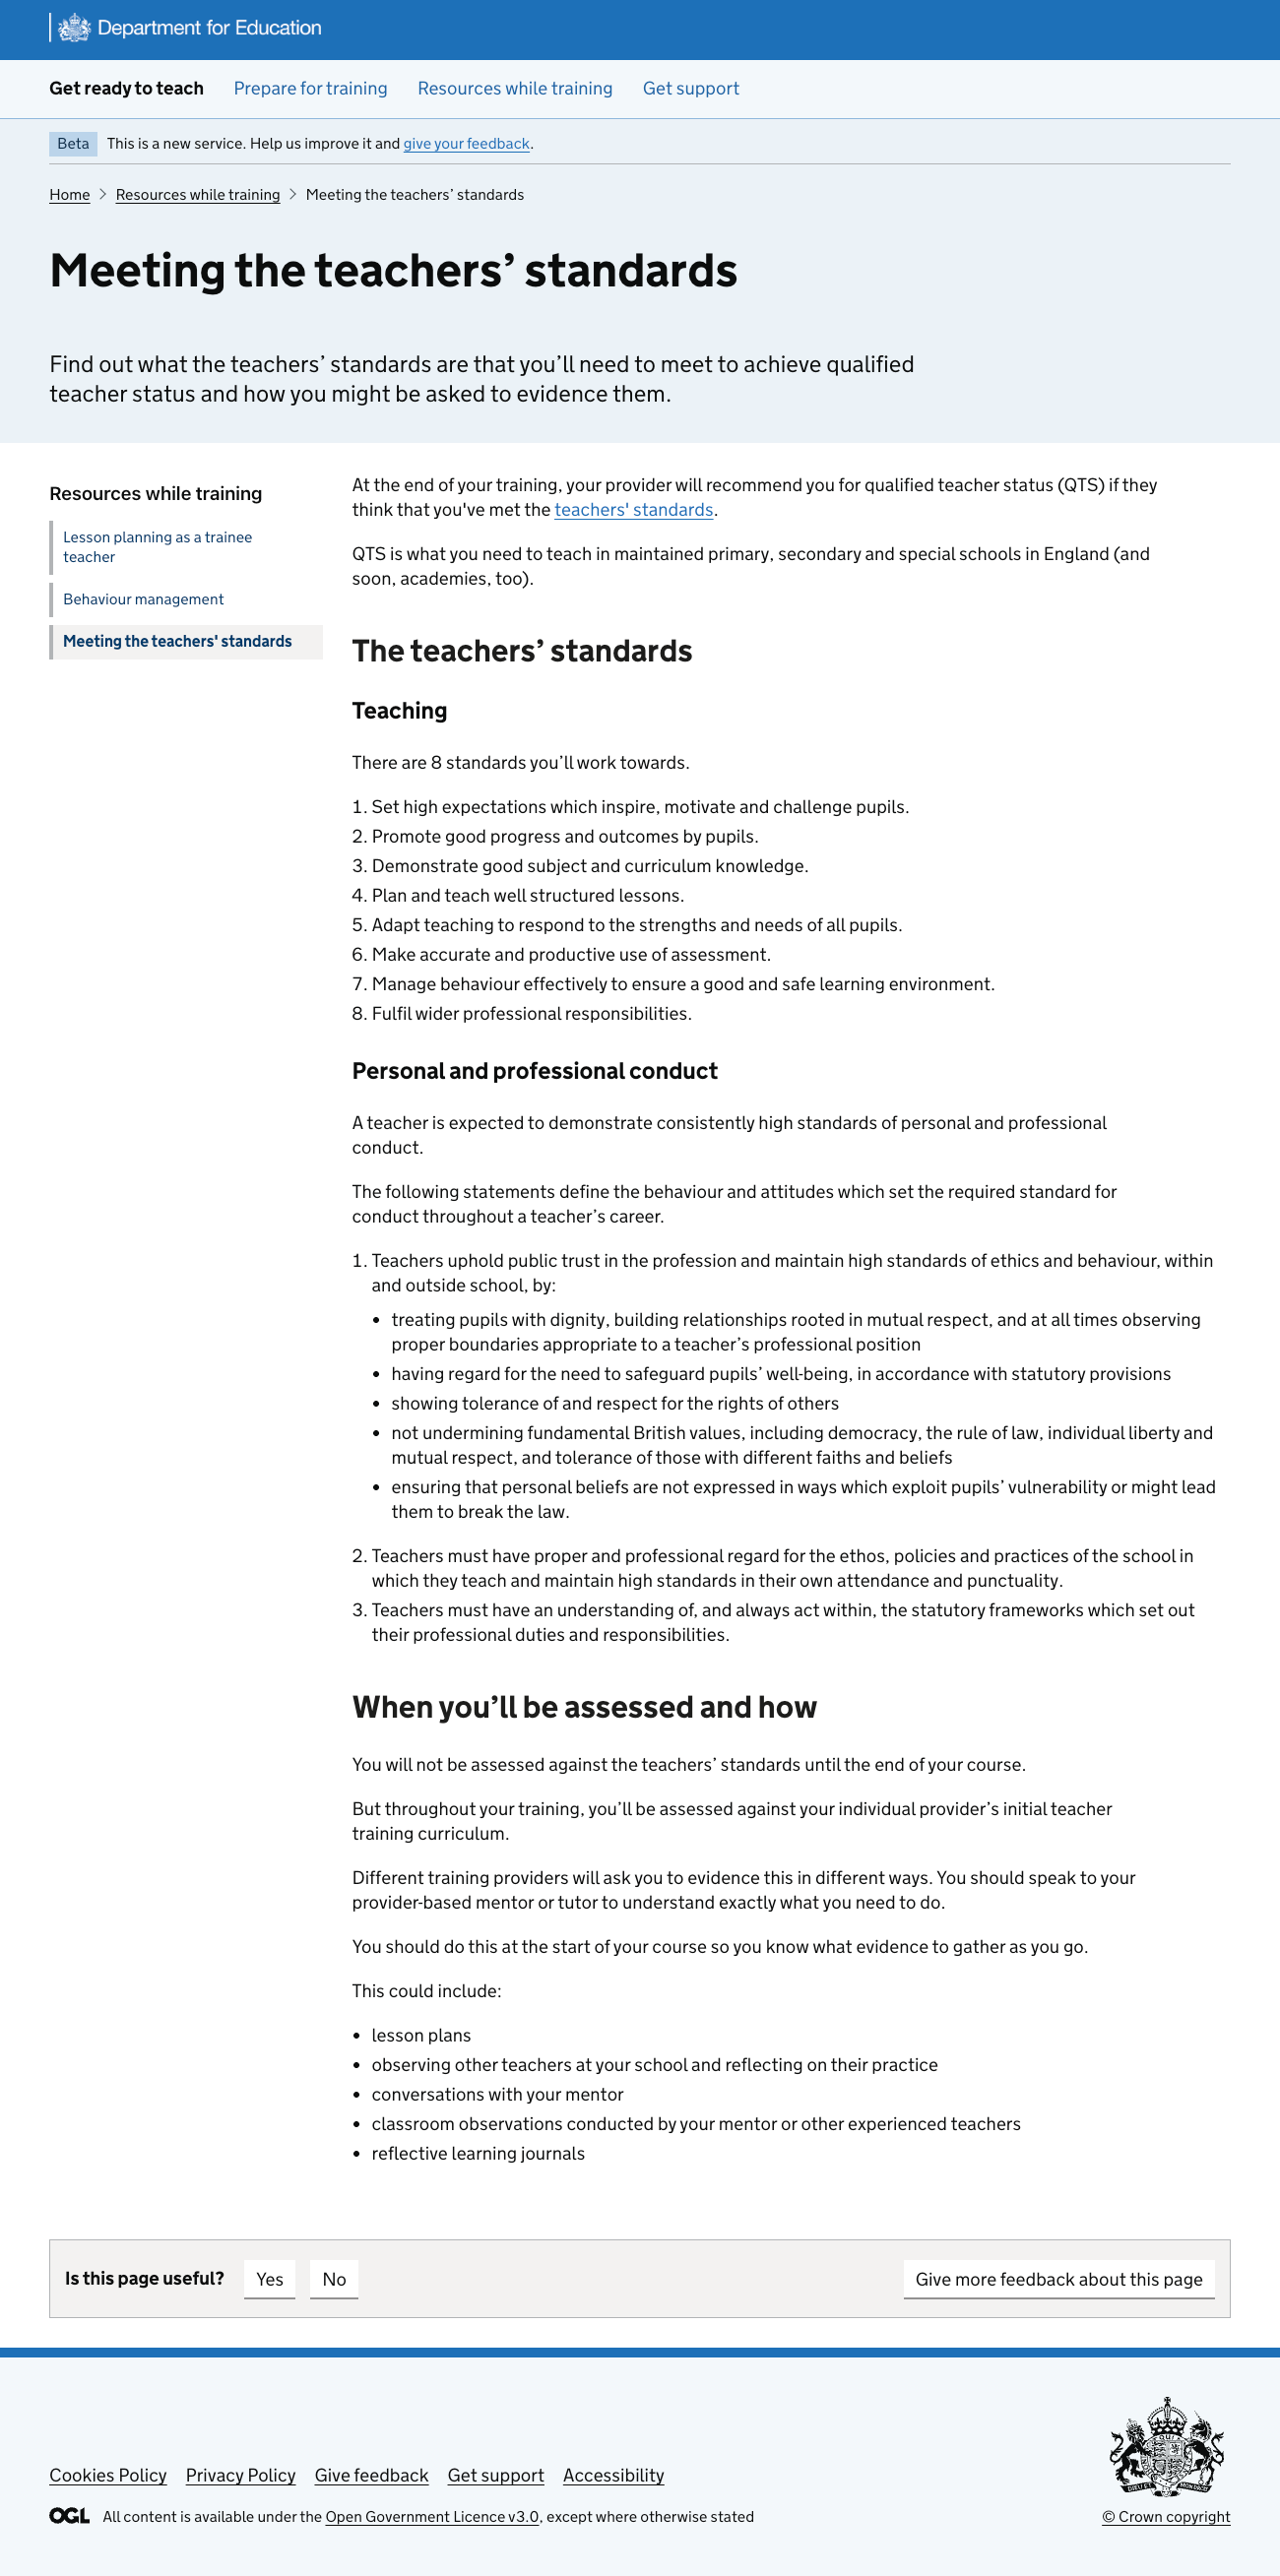 Department for Education
Get ready to teach Prepare for training Resources while training Get support
Beta This is a new service. Help us improve it and give your feedback.
Home Resources while training Meeting the teachers’ standards
Meeting the teachers’ standards
Find out what the teachers’ standards are that you’ll need to meet to achieve qualified
teacher status and how you might be asked to evidence them.
Resources while training
Lesson planning as a trainee
teacher
Behaviour management
Meeting the teachers' standards
At the end of your training, your provider will recommend you for qualified teacher status (QTS) if they
think that you've met the teachers' standards.
QTS is what you need to teach in maintained primary, secondary and special schools in England (and
soon, academies, too).
The teachers’ standards
Teaching
There are 8 standards you’ll work towards.
1. Set high expectations which inspire, motivate and challenge pupils.
2. Promote good progress and outcomes by pupils.
3. Demonstrate good subject and curriculum knowledge.
4. Plan and teach well structured lessons.
5. Adapt teaching to respond to the strengths and needs of all pupils.
6. Make accurate and productive use of assessment.
7. Manage behaviour effectively to ensure a good and safe learning environment.
8. Fulfil wider professional responsibilities.
Personal and professional conduct
A teacher is expected to demonstrate consistently high standards of personal and professional
conduct.
The following statements define the behaviour and attitudes which set the required standard for
conduct throughout a teacher’s career.
1. Teachers uphold public trust in the profession and maintain high standards of ethics and behaviour, within
and outside school, by:
• treating pupils with dignity, building relationships rooted in mutual respect, and at all times observing
proper boundaries appropriate to a teacher’s professional position
• having regard for the need to safeguard pupils’ well-being, in accordance with statutory provisions
• showing tolerance of and respect for the rights of others
• not undermining fundamental British values, including democracy, the rule of law, individual liberty and
mutual respect, and tolerance of those with different faiths and beliefs
• ensuring that personal beliefs are not expressed in ways which exploit pupils’ vulnerability or might lead
them to break the law.
2. Teachers must have proper and professional regard for the ethos, policies and practices of the school in
which they teach and maintain high standards in their own attendance and punctuality.
3. Teachers must have an understanding of, and always act within, the statutory frameworks which set out
their professional duties and responsibilities.
When you’ll be assessed and how
You will not be assessed against the teachers’ standards until the end of your course.
But throughout your training, you’ll be assessed against your individual provider’s initial teacher
training curriculum.
Different training providers will ask you to evidence this in different ways. You should speak to your
provider-based mentor or tutor to understand exactly what you need to do.
You should do this at the start of your course so you know what evidence to gather as you go.
This could include:
• lesson plans
• observing other teachers at your school and reflecting on their practice
• conversations with your mentor
• classroom observations conducted by your mentor or other experienced teachers
• reflective learning journals
Is this page useful? Yes No Give more feedback about this page
Cookies Policy Privacy Policy Give feedback Get support Accessibility
OGL All content is available under the Open Government Licence v3.0, except where otherwise stated
© Crown copyright